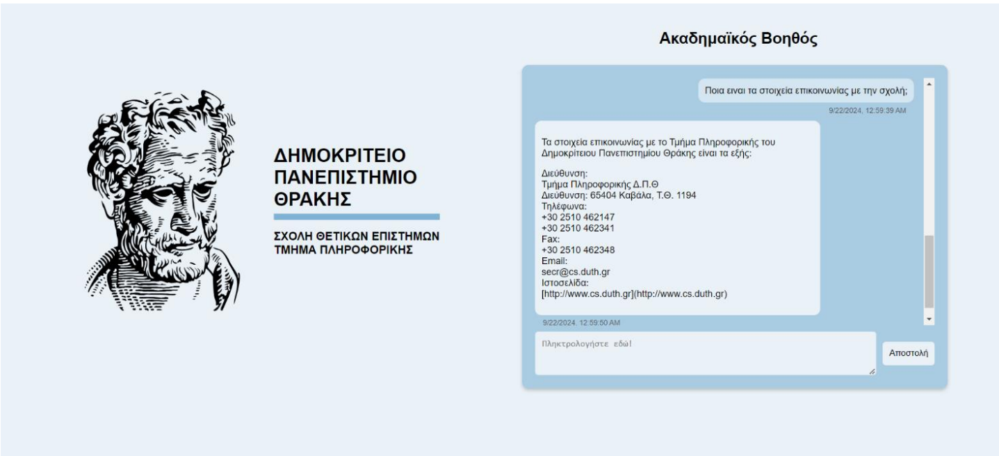 ΔΗΜΟΚΡΙΤΕΙΟ
ΠΑΝΕΠΙΣΤΗΜΙΟ
ΘΡΑΚΗΣ
ΣΧΟΛΗ ΘΕΤΙΚΩΝ ΕΠΙΣΤΗΜΩΝ
ΤΜΗΜΑ ΠΛΗΡΟΦΟΡΙΚΗΣ
Ακαδημαϊκός Βοηθός
Ποια ειναι τα στοιχεία επικοινωνίας με την σχολή;
9/22/2024, 12:59:39 AM
Τα στοιχεία επικοινωνίας με το Τμήμα Πληροφορικής του
Δημοκρίτειου Πανεπιστημίου Θράκης είναι τα εξής:
Διεύθυνση:
Τμήμα Πληροφορικής Δ.Π.Θ
Διεύθυνση: 65404 Καβάλα, Τ.Θ. 1194
Τηλέφωνα:
+30 2510 462147
+30 2510 462341
Fax:
+30 2510 462348
Email:
secr@cs.duth.gr
Ιστοσελίδα:
[http://www.cs.duth.gr](http://www.cs.duth.gr)
9/22/2024, 12:59:50 AM
Πληκτρολογήστε εδώ!
Αποστολή